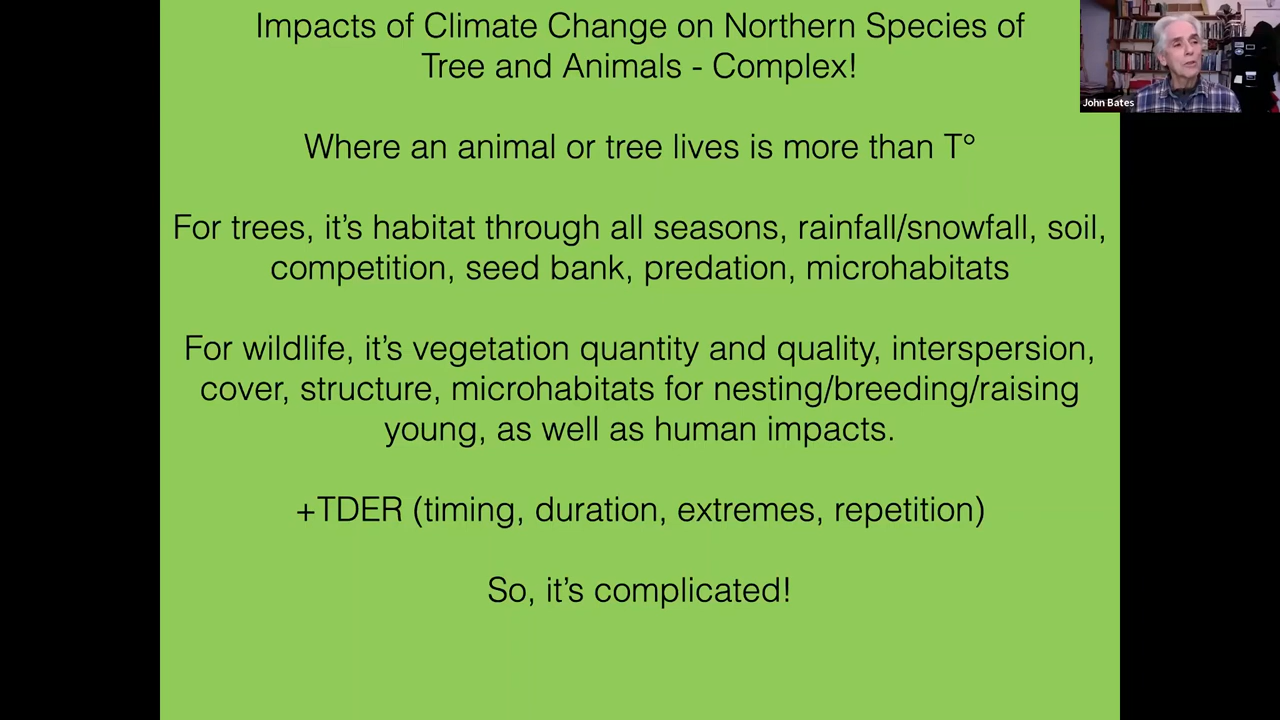 Impacts of Climate Change on Northern Species of
Tree and Animals - Complex!
John Bates
Where an animal or tree lives is more than T°
For trees, it’s habitat through all seasons, rainfall/snowfall, soil,
competition, seed bank, predation, microhabitats
For wildlife, it’s vegetation quantity and quality, interspersion,
cover, structure, microhabitats for nesting/breeding/raising
young, as well as human impacts.
+TDER (timing, duration, extremes, repetition)
So, it’s complicated!